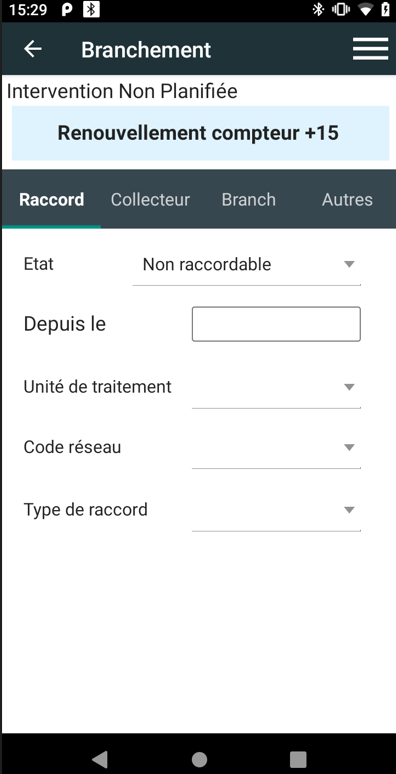 15:29
Branchement
Intervention Non Planifiée
Renouvellement compteur +15
Raccord Collecteur Branch Autres
Etat Non raccordable
Depuis le
Unité de traitement
Code réseau
Type de raccord